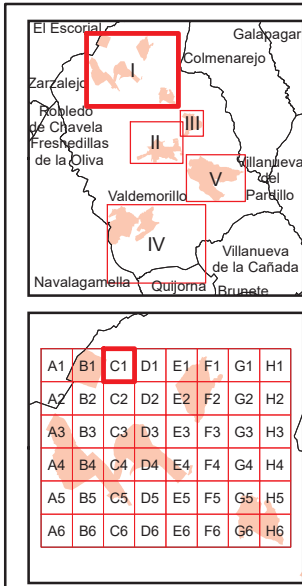 El Escorial
Galapagar
I
Colmenarejo
Zarzalejo
III
Robledo
de Chavela
Fresnedillas
de la Oliva
II
Villanueva
del
Pardillo
V
Valdemorillo
IV
Villanueva
de la Cañada
Navalagamella
Quijorna
Brunete
A1 B1 C1 D1 E1 F1 G1 H1
A2 B2 C2 D2 E2 F2 G2 H2
A3 B3 C3 D3 E3 F3 G3 H3
A4 B4 C4 D4 E4 F4 G4 H4
A5 B5 C5 D5 E5 F5 G5 H5
A6 B6 C6 D6 E6 F6 G6 H6